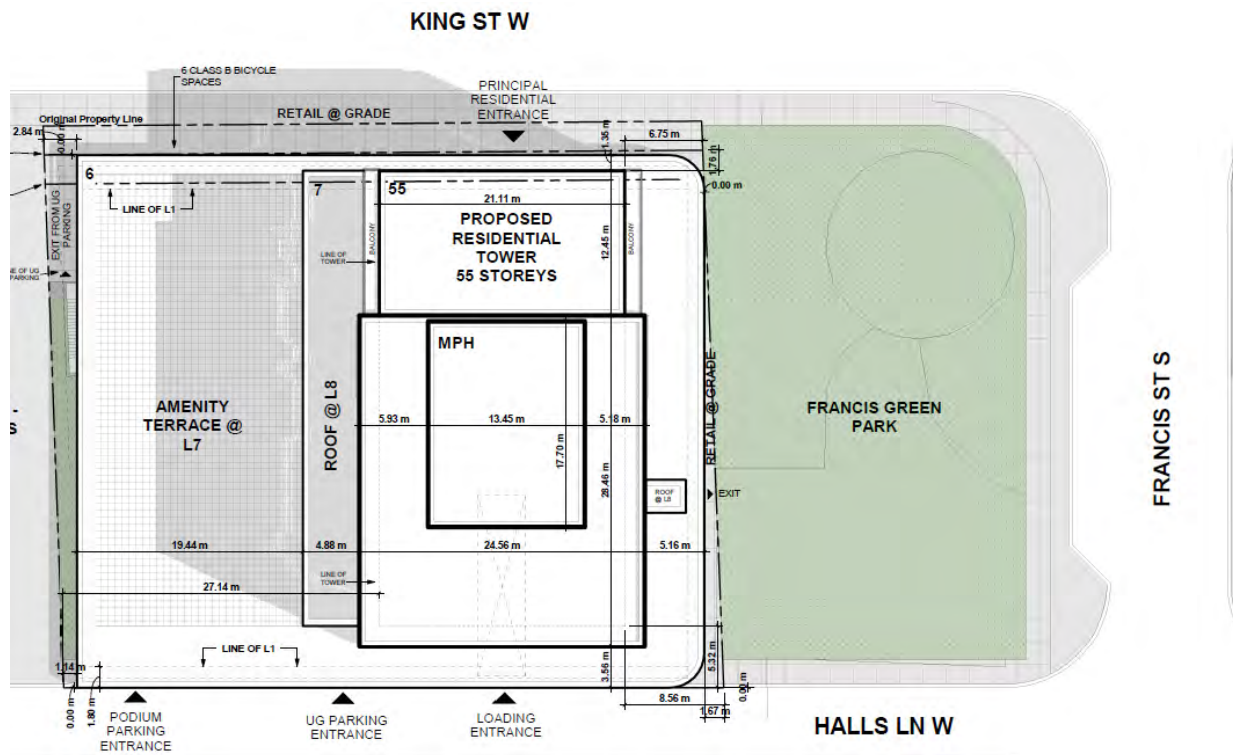 KING ST W
6 CLASS B BICYCLE
SPACES
PRINCIPAL
RESIDENTIAL
ENTRANCE
RETAIL @ GRADE
Original Property Line
2.84 m
0.00 m
1.35 m
6.75 m
1.76 m
0.00 m
6
7
55
LINE OF L1
21.11 m
EXIT FROM UG
PARKING
BALCONY
PROPOSED
RESIDENTIAL
TOWER
55 STOREYS
12.45 m
BALCONY
LINE OF
TOWER
NE OF UG
PARKING
MPH
AMENITY
TERRACE @
L7
ROOF @ L8
5.93 m
13.45 m
5.18 m
17.70 m
28.46 m
RETAIL @ GRADE
FRANCIS GREEN
PARK
FRANCIS ST S
S
ROOF
@ L8
EXIT
19.44 m
4.88 m
24.56 m
5.16 m
LINE OF
TOWER
27.14 m
LINE OF L1
1.14 m
0.00 m
1.80 m
3.56 m
5.32 m
8.56 m
1.67 m
0.00 m
PODIUM
PARKING
ENTRANCE
UG PARKING
ENTRANCE
LOADING
ENTRANCE
HALLS LN W